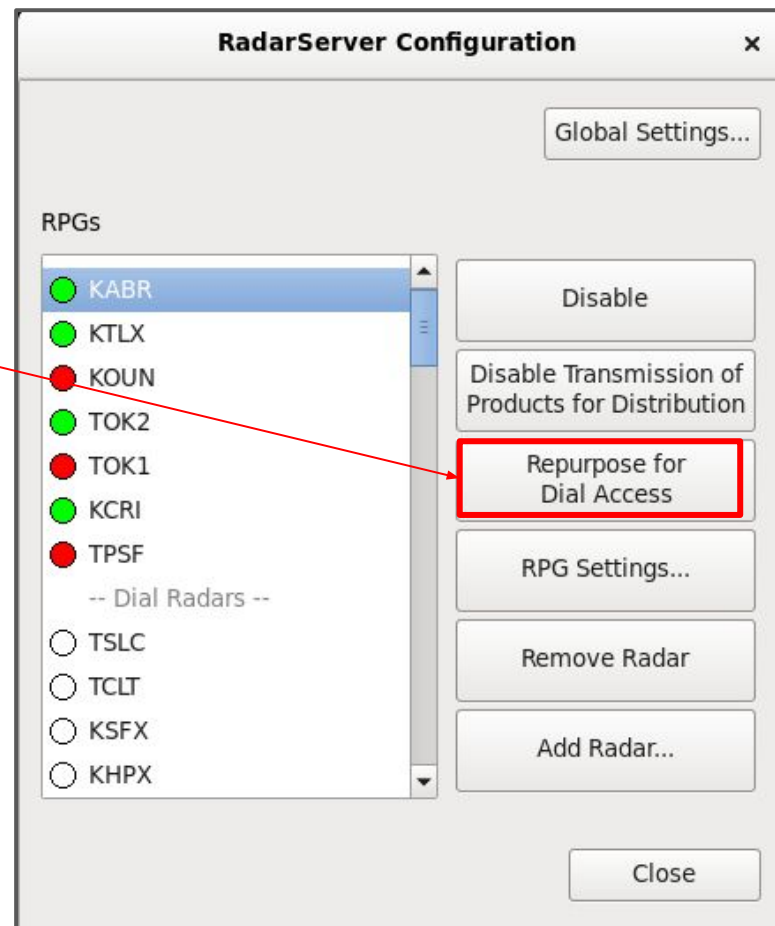 RadarServer Configuration ×
Global Settings...
RPGs
KABR
KTLX
KOUN
TOK2
TOK1
KCRI
TPSF
-- Dial Radars --
TSLC
TCLT
KSFX
KHPX
Disable
Disable Transmission of
Products for Distribution
Repurpose for
Dial Access
RPG Settings...
Remove Radar
Add Radar...
Close